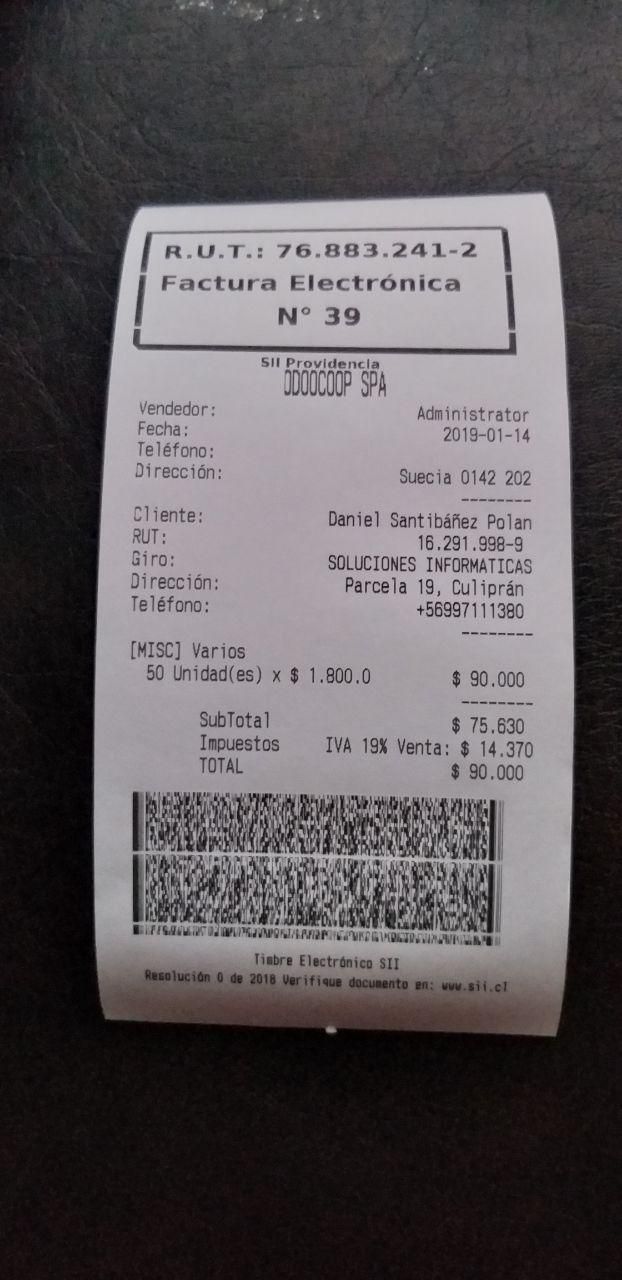 R.U.T.: 76.883.241-2
Factura Electrónica
N° 39
SII Providencia
ODOOCOOP SPA
Vendedor: Administrator
Fecha: 2019-01-14
Teléfono:
Dirección: Suecia 0142 202
--------
Cliente: Daniel Santibáñez Polan
RUT: 16.291.998-9
Giro: SOLUCIONES INFORMATICAS
Dirección: Parcela 19, Culiprán
Teléfono: +56997111380
--------
[MISC] Varios
50 Unidad(es) x $ 1.800.0 $ 90.000
--------
SubTotal $ 75.630
Impuestos IVA 19% Venta: $ 14.370
TOTAL $ 90.000
Timbre Electrónico SII
Resolución 0 de 2018 Verifique documento en: www.sii.cl